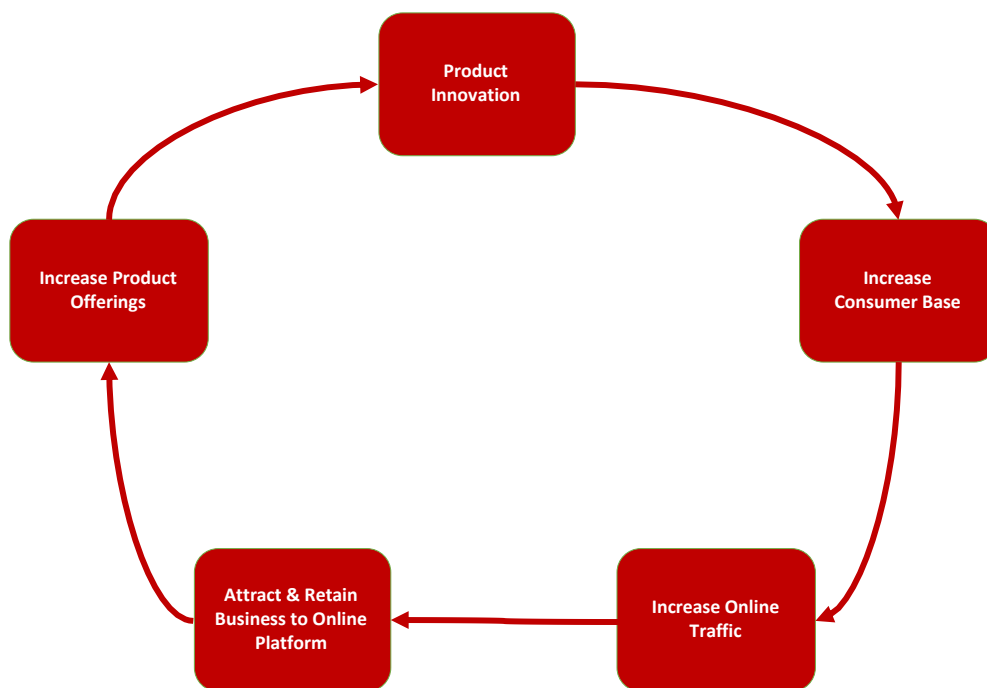 Product
Innovation
Increase
Consumer Base
Increase Online
Traffic
Attract & Retain
Business to Online
Platform
Increase Product
Offerings